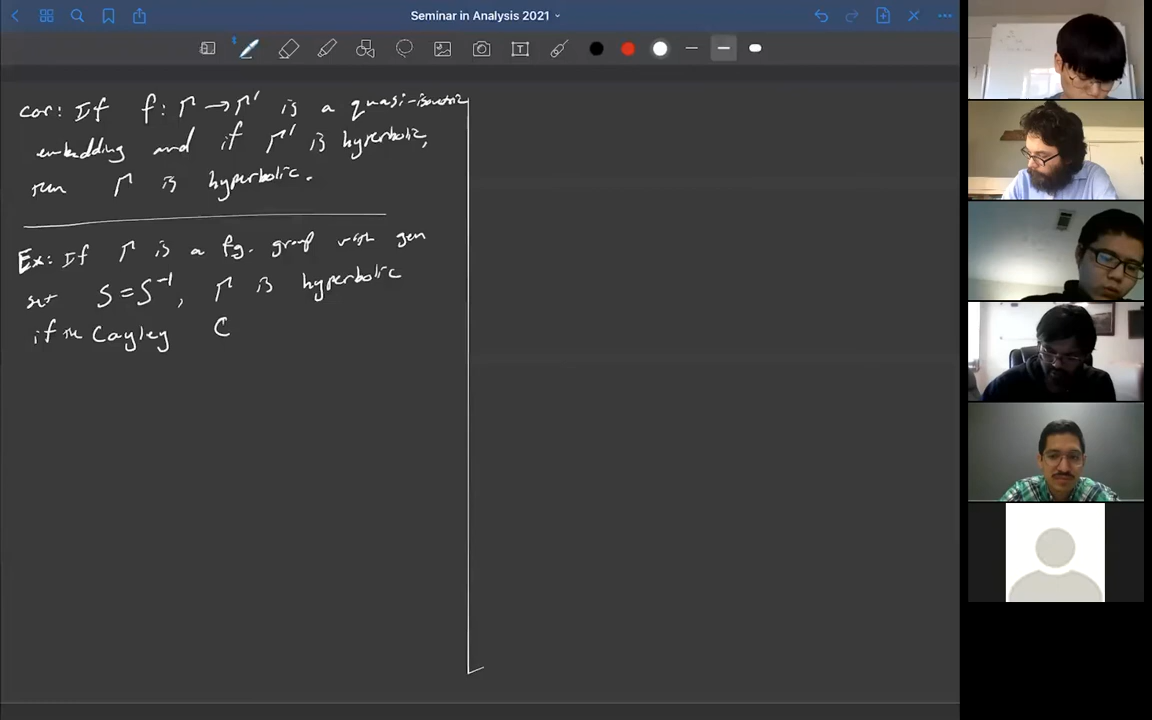 Seminar in Analysis 2021
cor: If f: Γ → Γ' is a quasi-isometric
embedding and if Γ' is hyperbolic,
then Γ is hyperbolic.
Ex: If Γ is a fg. group with gen
set S = S⁻¹, Γ is hyperbolic
if the Cayley C